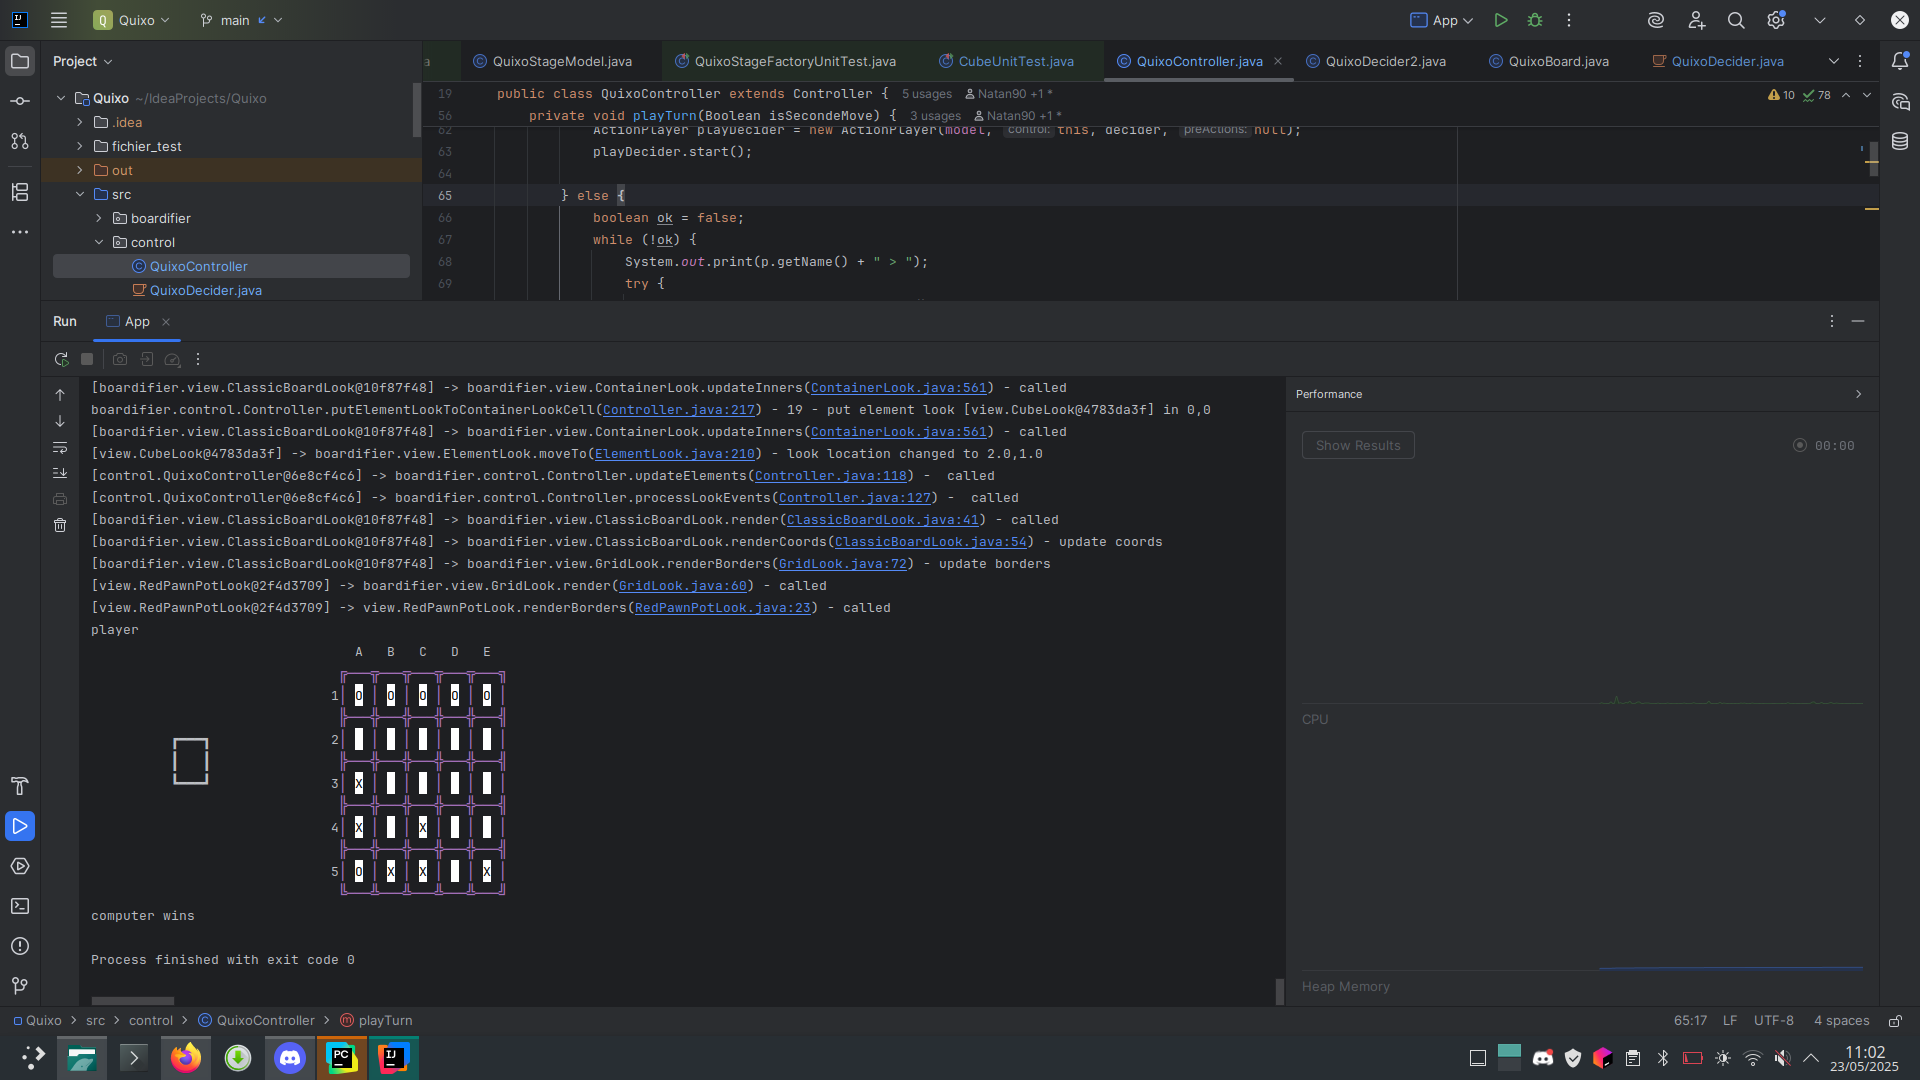 Quixo
main
App
Project
a
QuixoStageModel.java
QuixoStageFactoryUnitTest.java
CubeUnitTest.java
QuixoController.java
QuixoDecider2.java
QuixoBoard.java
QuixoDecider.java
Quixo ~/IdeaProjects/Quixo
.idea
fichier_test
out
src
boardifier
control
QuixoController
QuixoDecider.java
19 public class QuixoController extends Controller { 5 usages Natan90 +1 *
10 78
56 private void playTurn(Boolean isSecondeMove) { 3 usages Natan90 +1 *
62 ActionPlayer playDecider = new ActionPlayer(model, control: this, decider, preActions: null);
63 playDecider.start();
64
65 } else {
66 boolean ok = false;
67 while (!ok) {
68 System.out.print(p.getName() + " > ");
69 try {
Run
App
[boardifier.view.ClassicBoardLook@10f87f48] -> boardifier.view.ContainerLook.updateInners(ContainerLook.java:561) - called
boardifier.control.Controller.putElementLookToContainerLookCell(Controller.java:217) - 19 - put element look [view.CubeLook@4783da3f] in 0,0
[boardifier.view.ClassicBoardLook@10f87f48] -> boardifier.view.ContainerLook.updateInners(ContainerLook.java:561) - called
[view.CubeLook@4783da3f] -> boardifier.view.ElementLook.moveTo(ElementLook.java:210) - look location changed to 2.0,1.0
[control.QuixoController@6e8cf4c6] -> boardifier.control.Controller.updateElements(Controller.java:118) -  called
[control.QuixoController@6e8cf4c6] -> boardifier.control.Controller.processLookEvents(Controller.java:127) -  called
[boardifier.view.ClassicBoardLook@10f87f48] -> boardifier.view.ClassicBoardLook.render(ClassicBoardLook.java:41) - called
[boardifier.view.ClassicBoardLook@10f87f48] -> boardifier.view.ClassicBoardLook.renderCoords(ClassicBoardLook.java:54) - update coords
[boardifier.view.ClassicBoardLook@10f87f48] -> boardifier.view.GridLook.renderBorders(GridLook.java:72) - update borders
[view.RedPawnPotLook@2f4d3709] -> boardifier.view.GridLook.render(GridLook.java:60) - called
[view.RedPawnPotLook@2f4d3709] -> view.RedPawnPotLook.renderBorders(RedPawnPotLook.java:23) - called
player
A B C D E
1 O O O O O
2
3 X
4 X X
5 O X X X
computer wins
Process finished with exit code 0
Performance
Show Results
00:00
CPU
Heap Memory
Quixo > src > control > QuixoController > playTurn
65:17 LF UTF-8 4 spaces
PC
IJ
11:02
23/05/2025